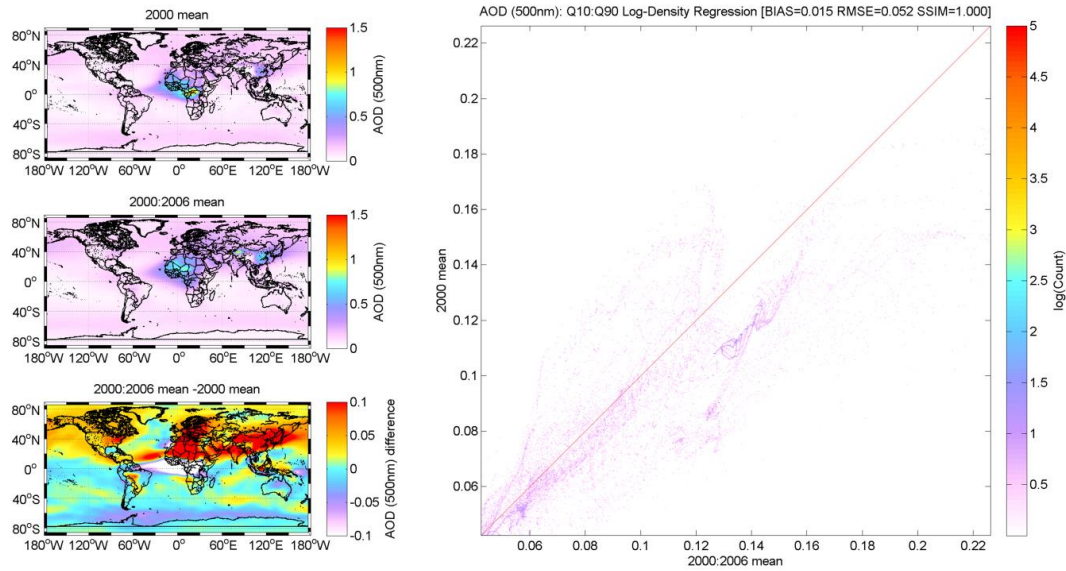 2000 mean
80°N
40°N
0°
40°S
80°S
180°W 120°W 60°W 0° 60°E 120°E 180°W
1.5
1
0.5
0
AOD (500nm)
2000:2006 mean
80°N
40°N
0°
40°S
80°S
180°W 120°W 60°W 0° 60°E 120°E 180°W
1.5
1
0.5
0
AOD (500nm)
2000:2006 mean -2000 mean
80°N
40°N
0°
40°S
80°S
180°W 120°W 60°W 0° 60°E 120°E 180°W
0.1
0.05
0
-0.05
-0.1
AOD (500nm) difference
AOD (500nm): Q10:Q90 Log-Density Regression [BIAS=0.015 RMSE=0.052 SSIM=1.000]
0.22
0.2
0.18
0.16
0.14
0.12
0.1
0.08
0.06
2000 mean
0.06 0.08 0.1 0.12 0.14 0.16 0.18 0.2 0.22
2000:2006 mean
5
4.5
4
3.5
3
2.5
2
1.5
1
0.5
log(Count)